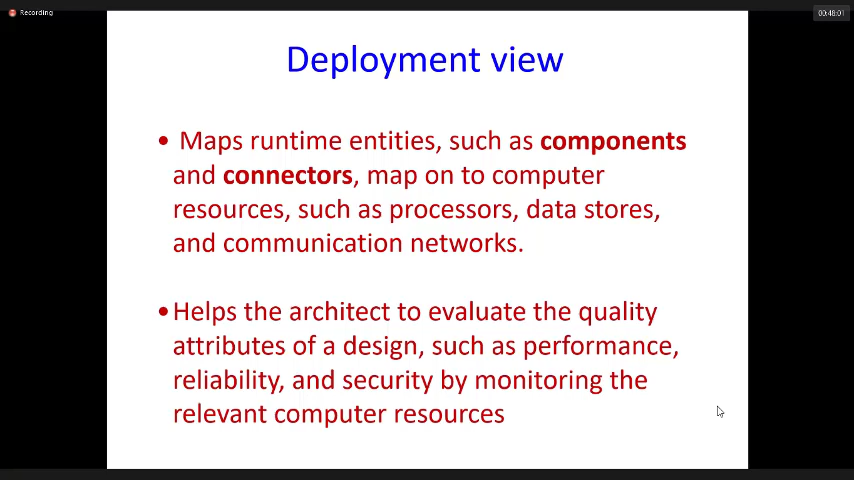 Recording
00:48:01
Deployment view
• Maps runtime entities, such as components
and connectors, map on to computer
resources, such as processors, data stores,
and communication networks.
•Helps the architect to evaluate the quality
attributes of a design, such as performance,
reliability, and security by monitoring the
relevant computer resources